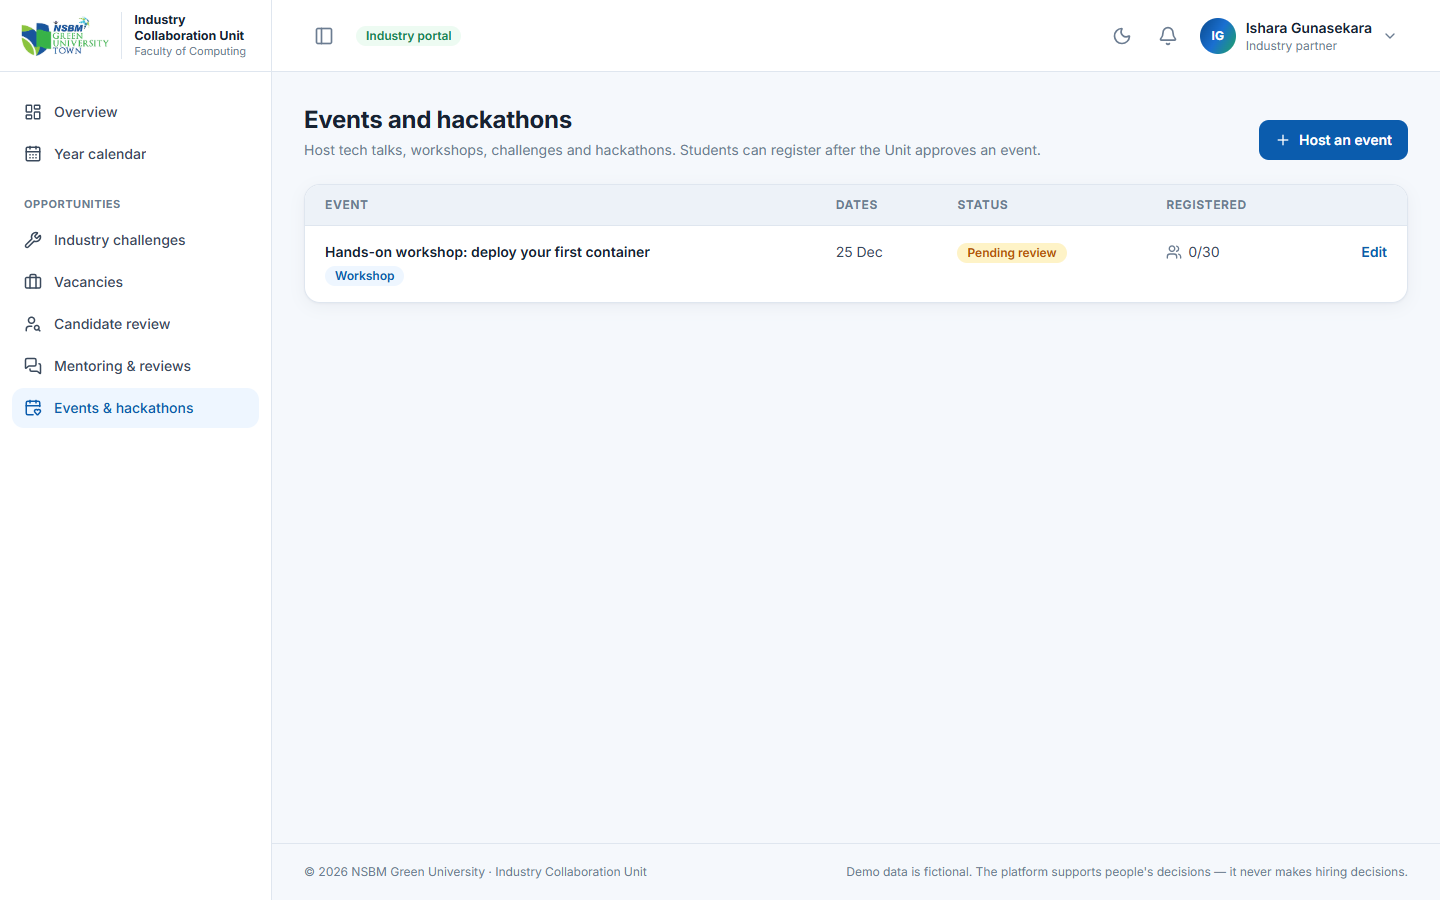 NSBM
GREEN
UNIVERSITY
TOWN
Industry
Collaboration Unit
Faculty of Computing
Industry portal
IG
Ishara Gunasekara
Industry partner
Overview
Year calendar
OPPORTUNITIES
Industry challenges
Vacancies
Candidate review
Mentoring & reviews
Events & hackathons
Events and hackathons
Host tech talks, workshops, challenges and hackathons. Students can register after the Unit approves an event.
Host an event
EVENT DATES STATUS REGISTERED
Hands-on workshop: deploy your first container 25 Dec Pending review 0/30 Edit
Workshop
© 2026 NSBM Green University · Industry Collaboration Unit
Demo data is fictional. The platform supports people's decisions — it never makes hiring decisions.